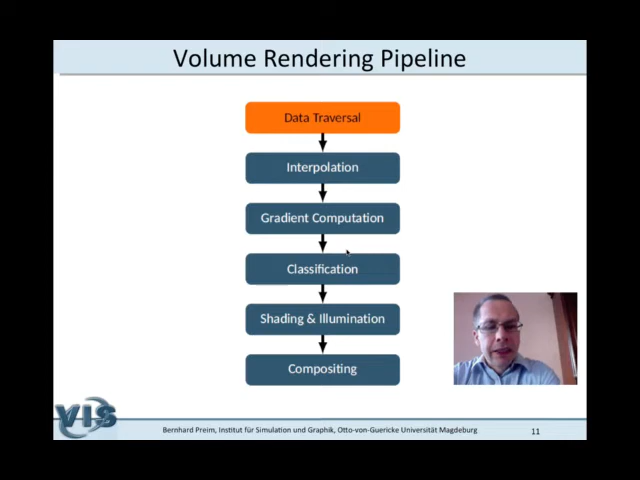 Volume Rendering Pipeline
Data Traversal
Interpolation
Gradient Computation
Classification
Shading & Illumination
Compositing
VIS
Bernhard Preim, Institut für Simulation und Graphik, Otto-von-Guericke Universität Magdeburg
11